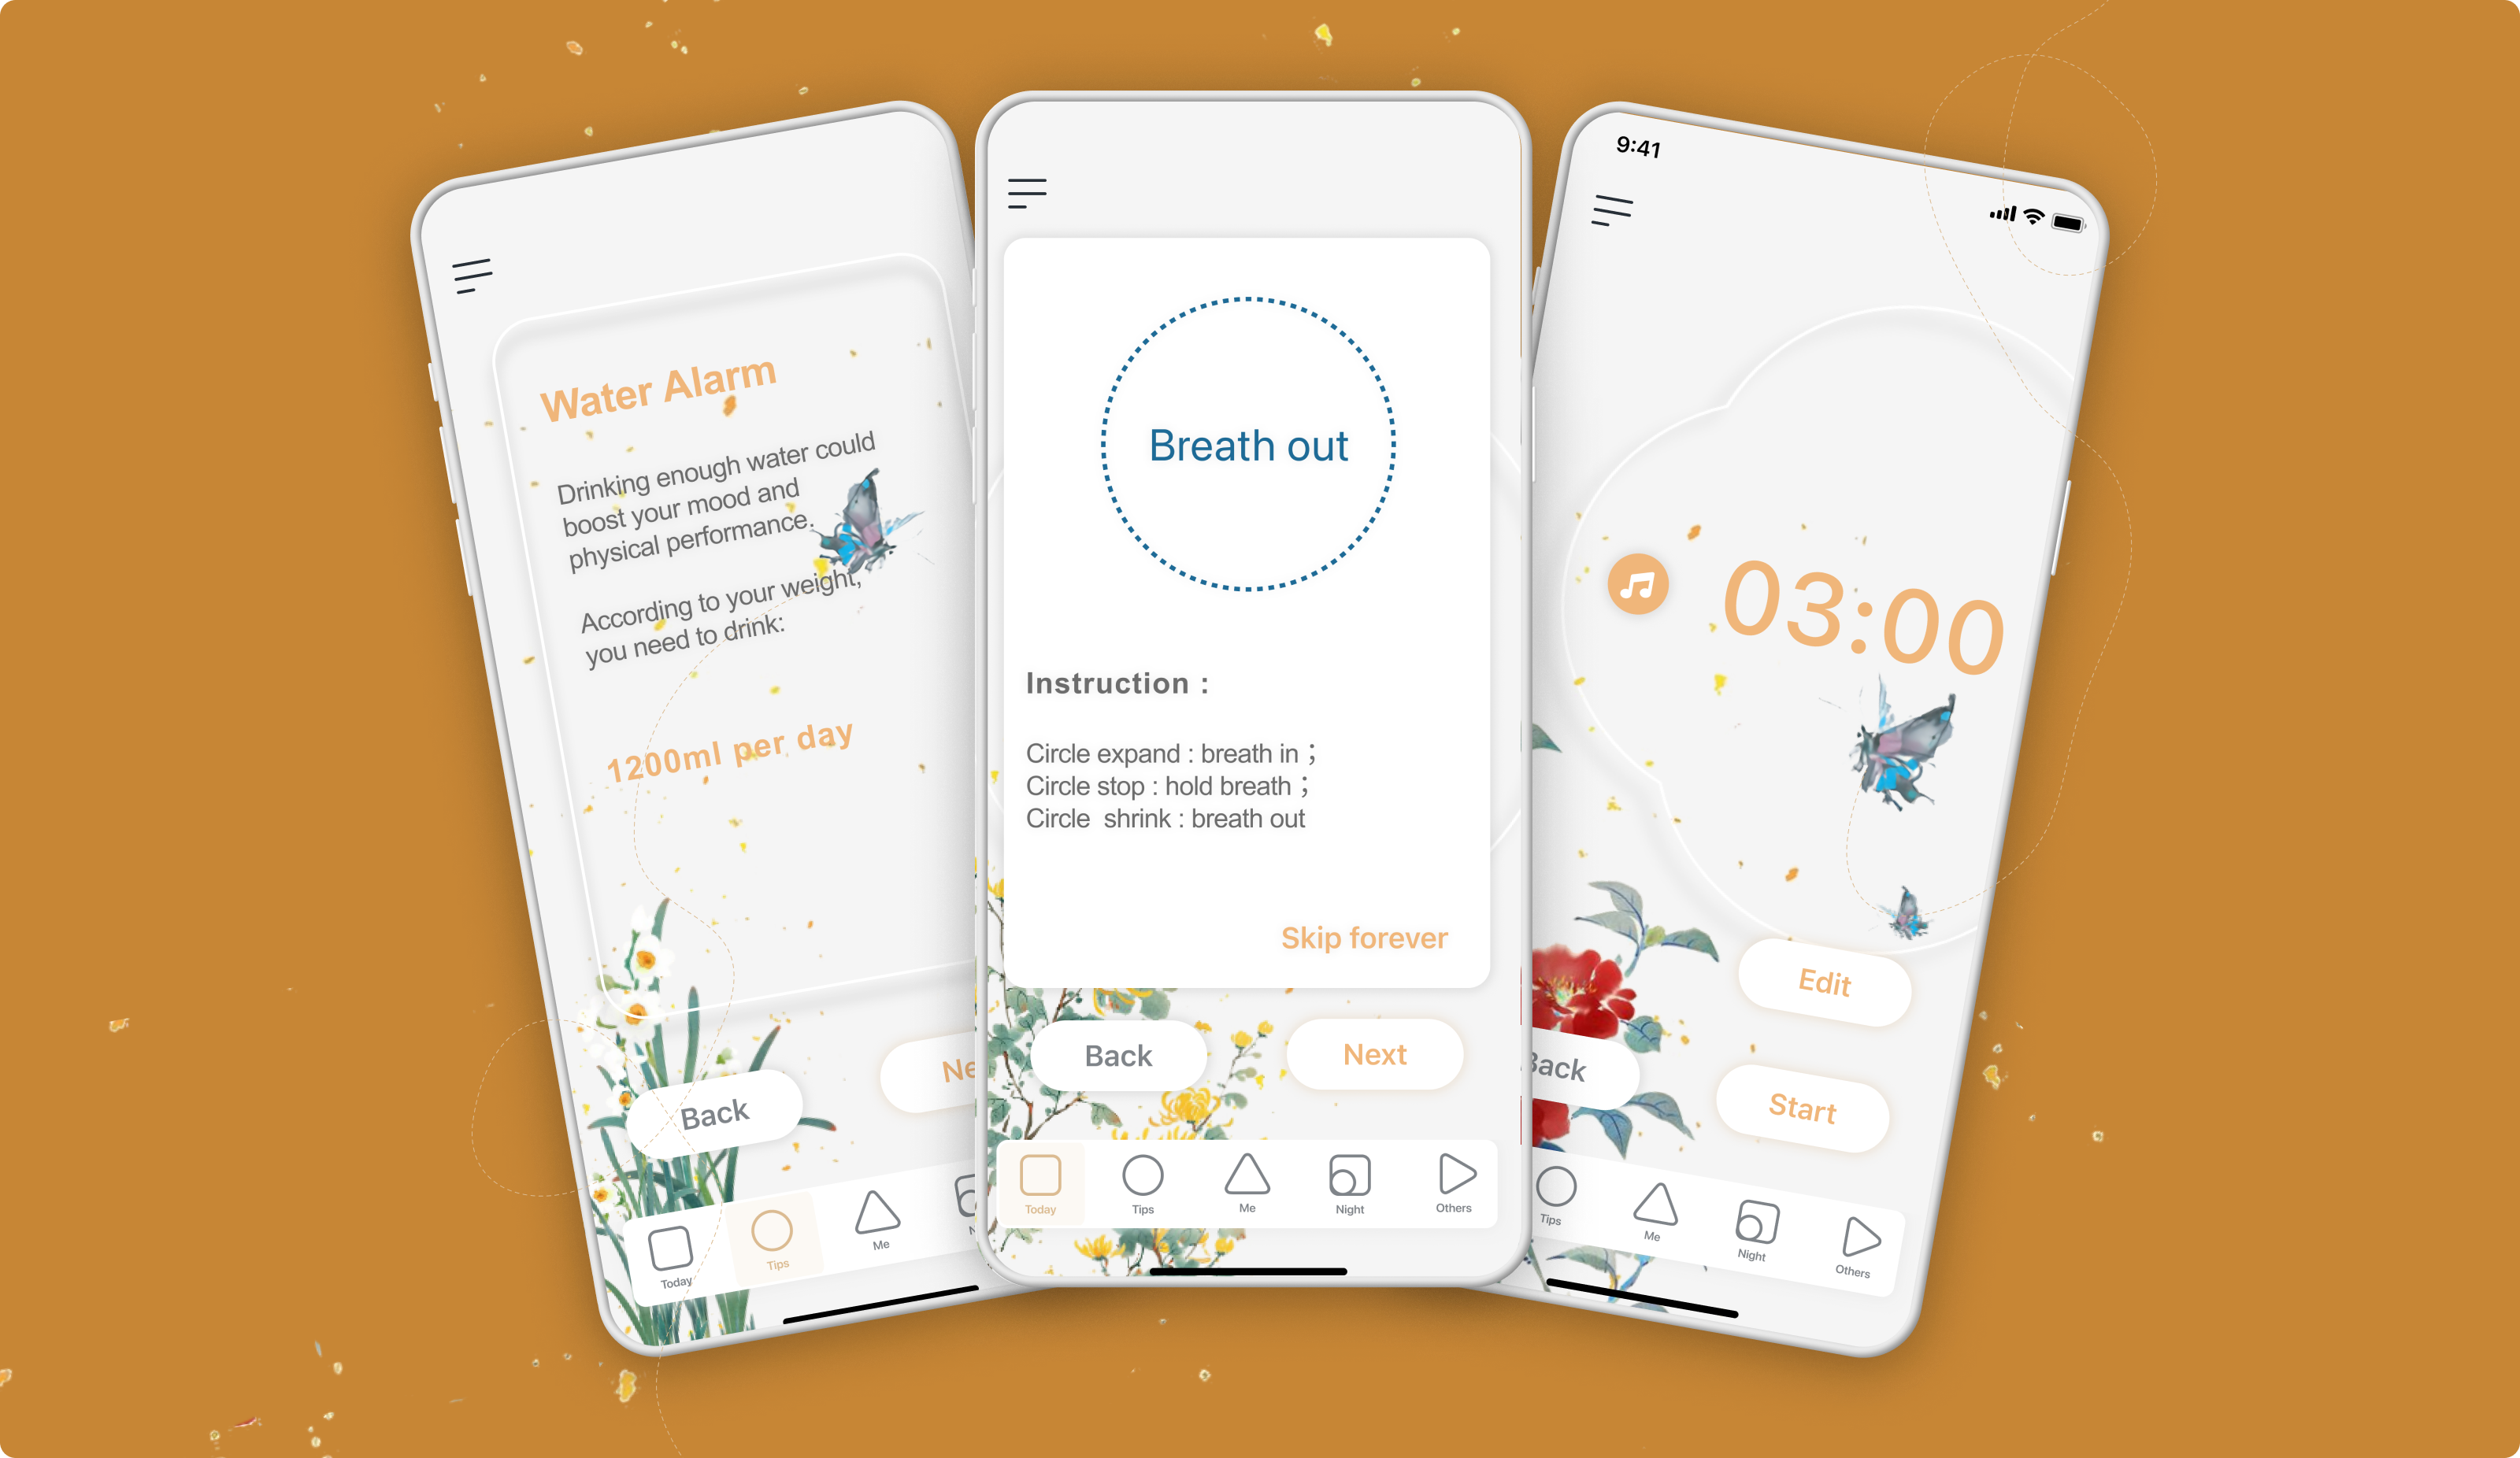 Water Alarm
Drinking enough water could
boost your mood and
physical performance.
According to your weight,
you need to drink:
1200ml per day
Back
Today
Tips
Me
Breath out
Instruction :
Circle expand : breath in ;
Circle stop : hold breath ;
Circle  shrink : breath out
Skip forever
Back
Next
Today
Tips
Me
Night
Others
9:41
03:00
Edit
Back
Start
Tips
Me
Night
Others